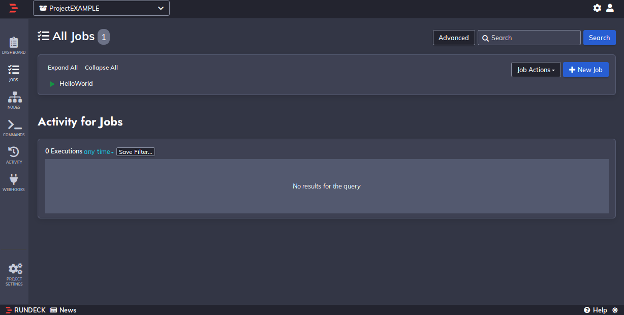 ProjectEXAMPLE
All Jobs 1
Advanced
Search
Search
DASHBOARD
JOBS
NODES
COMMANDS
ACTIVITY
WEBHOOKS
PROJECT
SETTINGS
Expand All Collapse All
Job Actions
New Job
HelloWorld
Activity for Jobs
0 Executions any time Save Filter...
No results for the query
RUNDECK News
Help